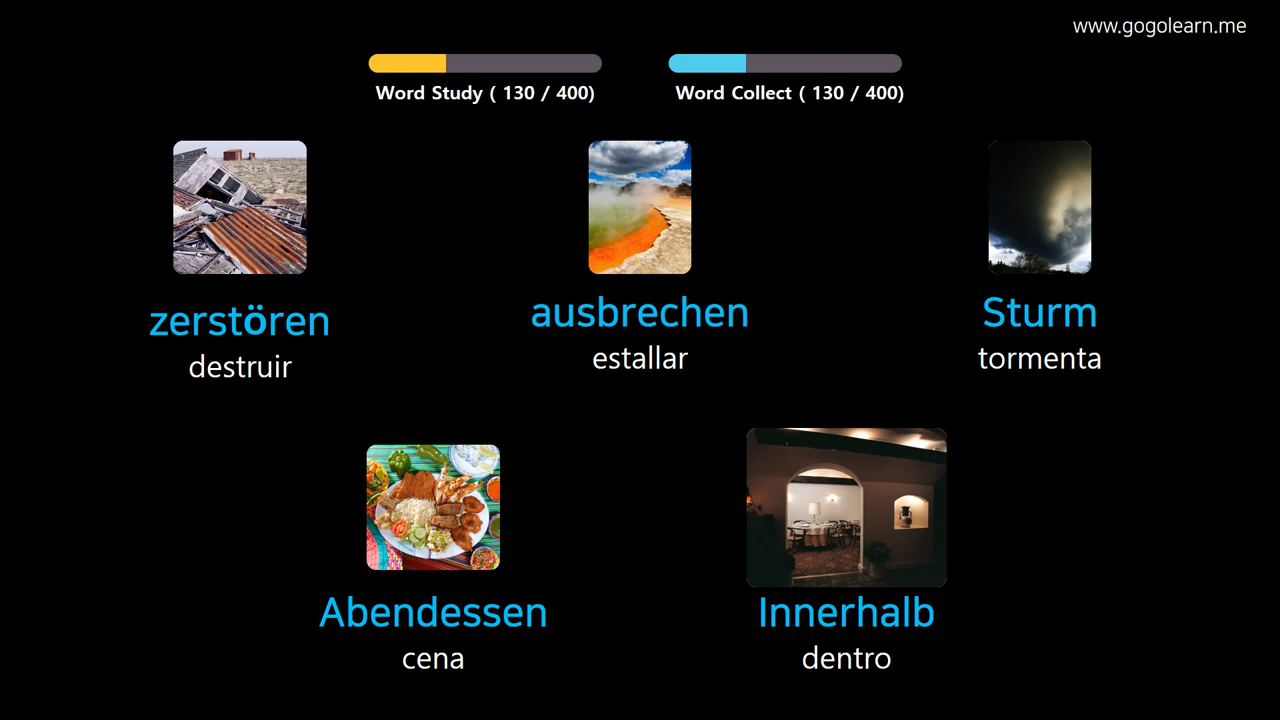 www.gogolearn.me
Word Study ( 130 / 400)
Word Collect ( 130 / 400)
zerstören
destruir
ausbrechen
estallar
Sturm
tormenta
Abendessen
cena
Innerhalb
dentro